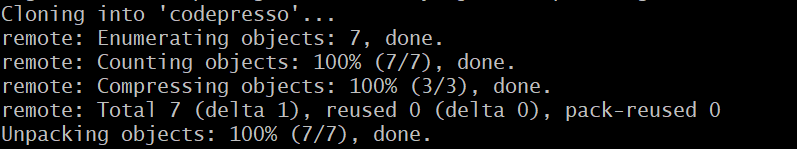 Cloning into 'codepresso'...
remote: Enumerating objects: 7, done.
remote: Counting objects: 100% (7/7), done.
remote: Compressing objects: 100% (3/3), done.
remote: Total 7 (delta 1), reused 0 (delta 0), pack-reused 0
Unpacking objects: 100% (7/7), done.